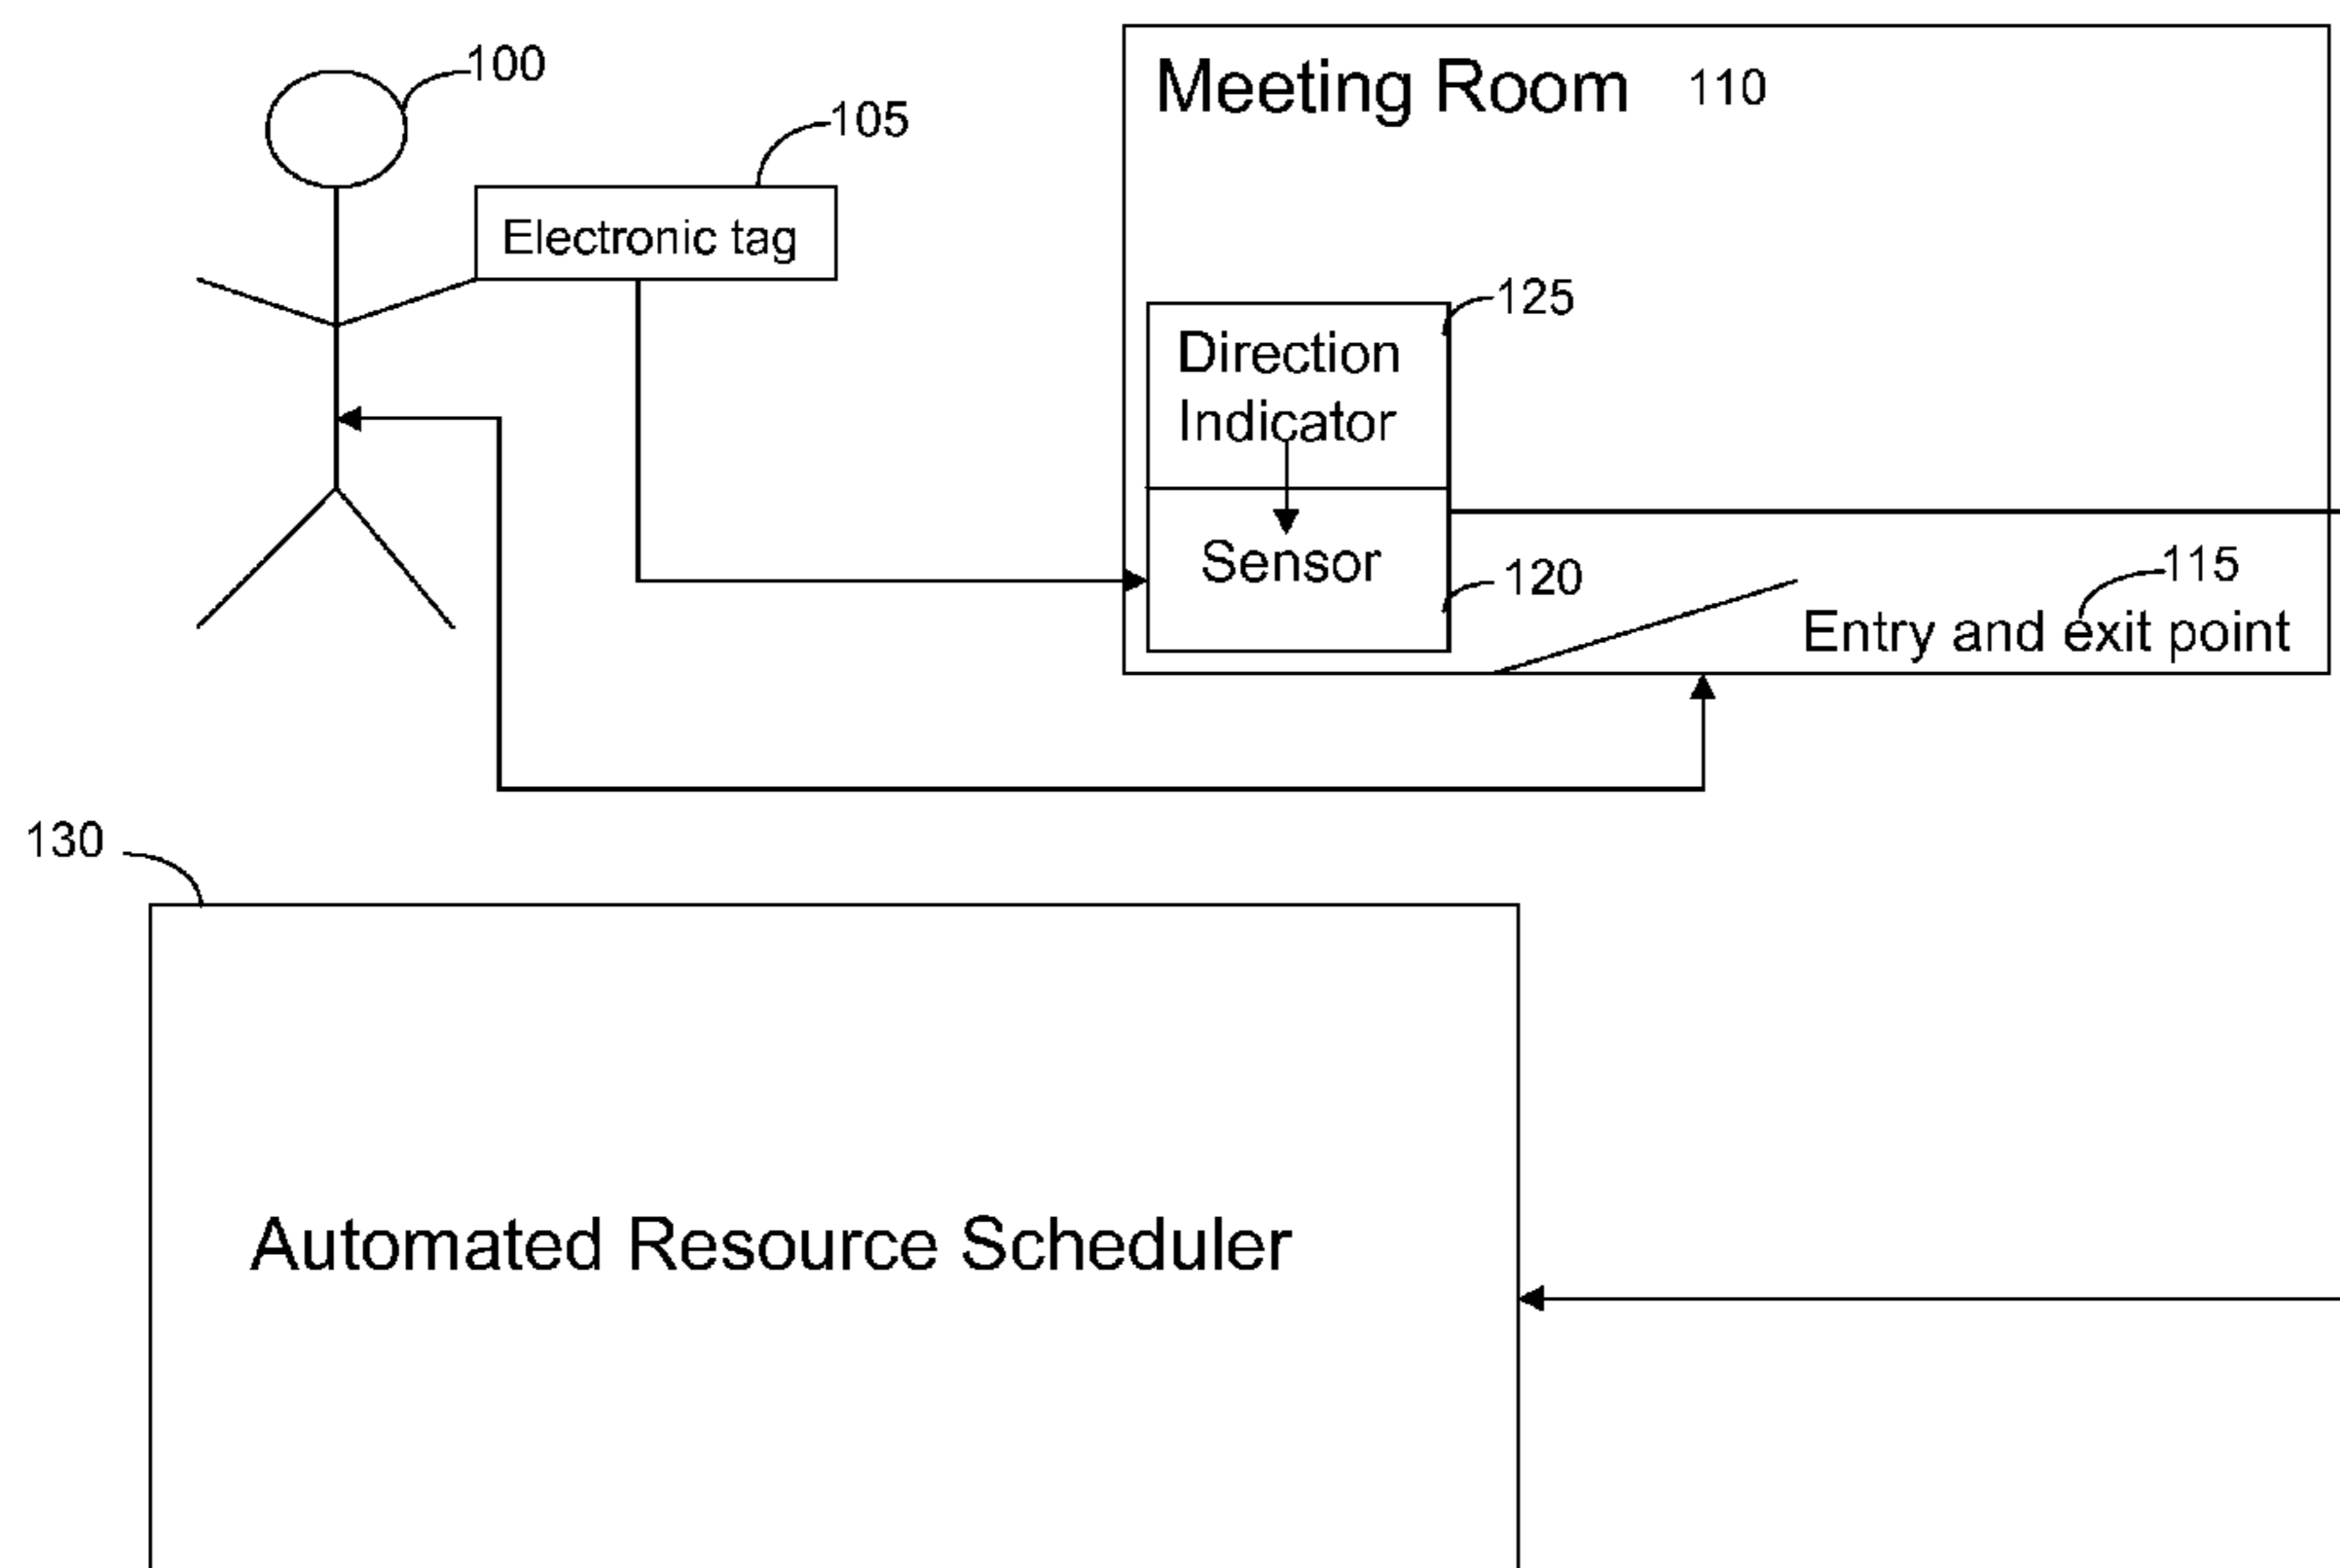 100
105
Electronic tag
Meeting Room 110
125
Direction
Indicator
Sensor
120
115
Entry and exit point
130
Automated Resource Scheduler